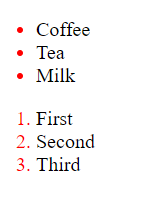 • Coffee
• Tea
• Milk
1. First
2. Second
3. Third